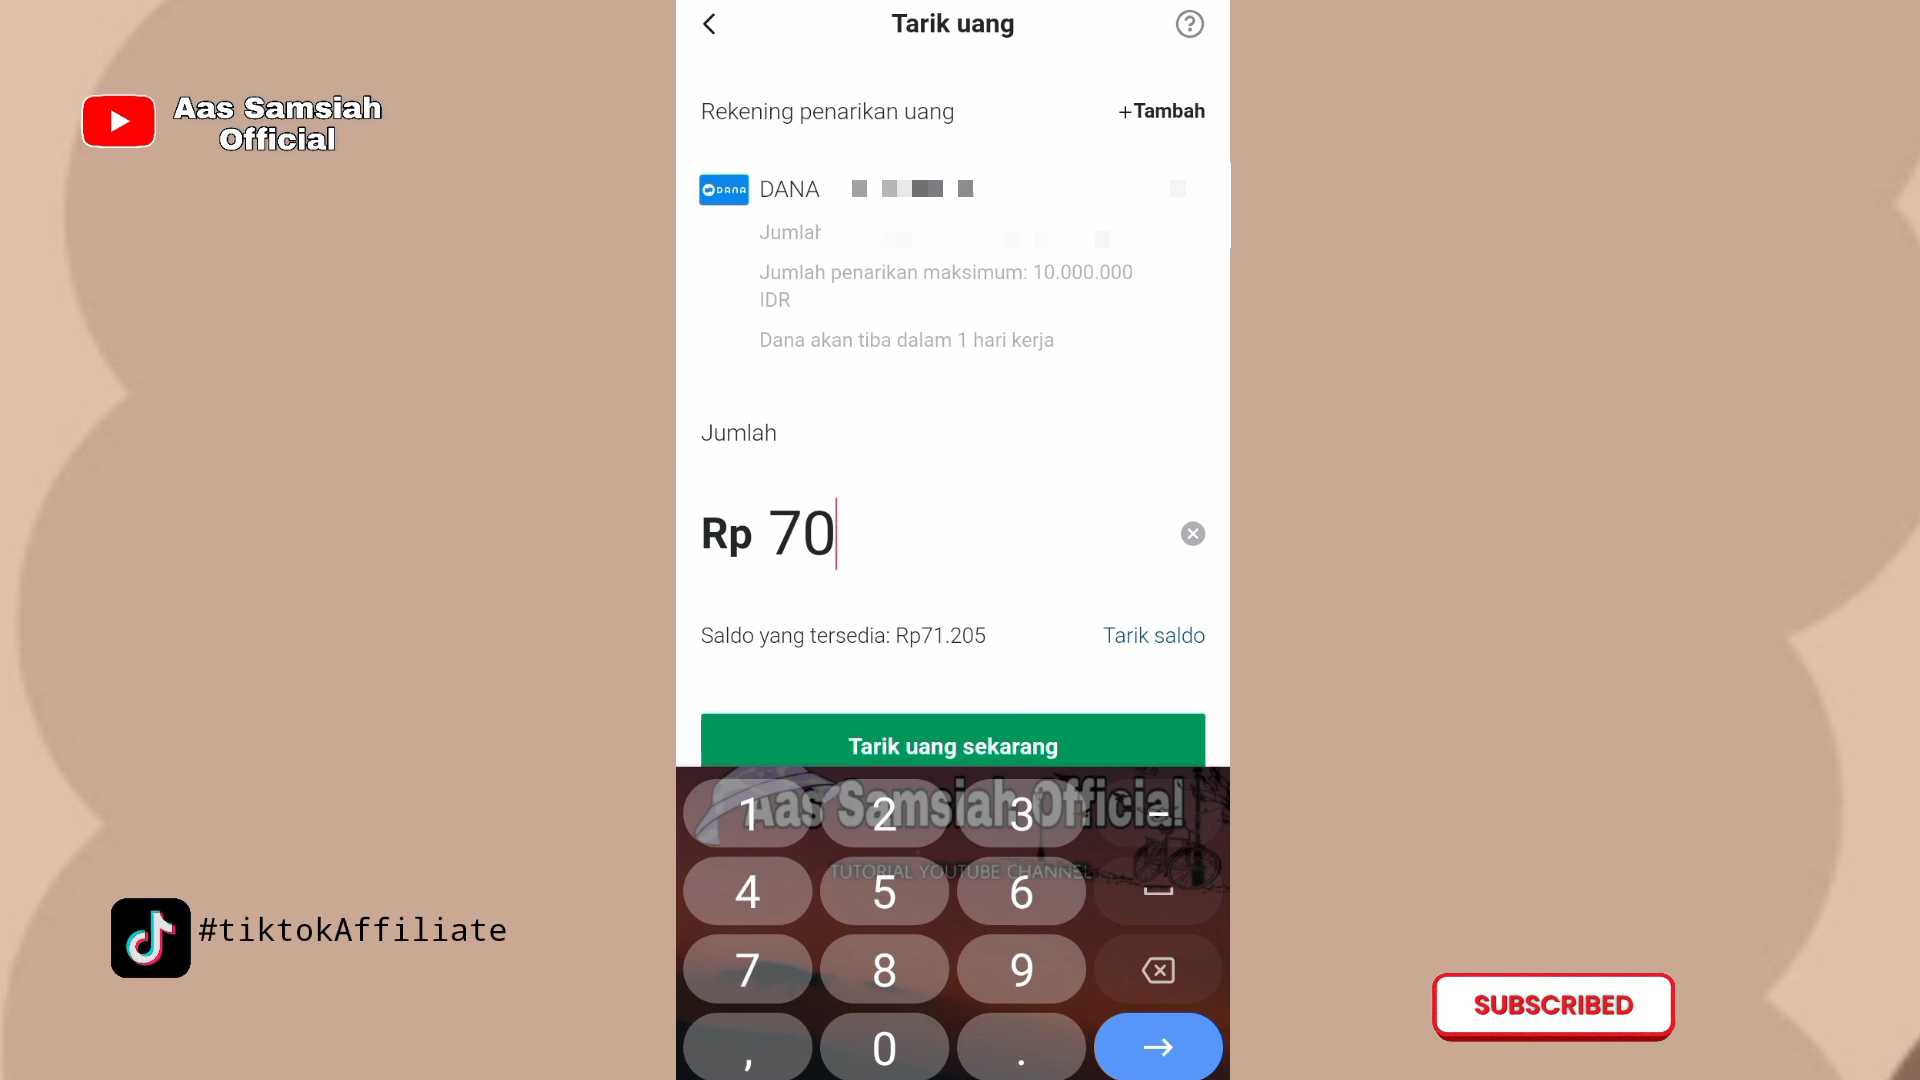 Tarik uang
Aas Samsiah
Official
Rekening penarikan uang
+Tambah
DANA
DANA
Jumlah
Jumlah penarikan maksimum: 10.000.000
IDR
Dana akan tiba dalam 1 hari kerja
Jumlah
Rp 70
Saldo yang tersedia: Rp71.205
Tarik saldo
Tarik uang sekarang
Aas Samsiah Official
TUTORIAL YOUTUBE CHANNEL
1 2 3 -
4 5 6
7 8 9
, 0 .
#tiktokAffiliate
SUBSCRIBED